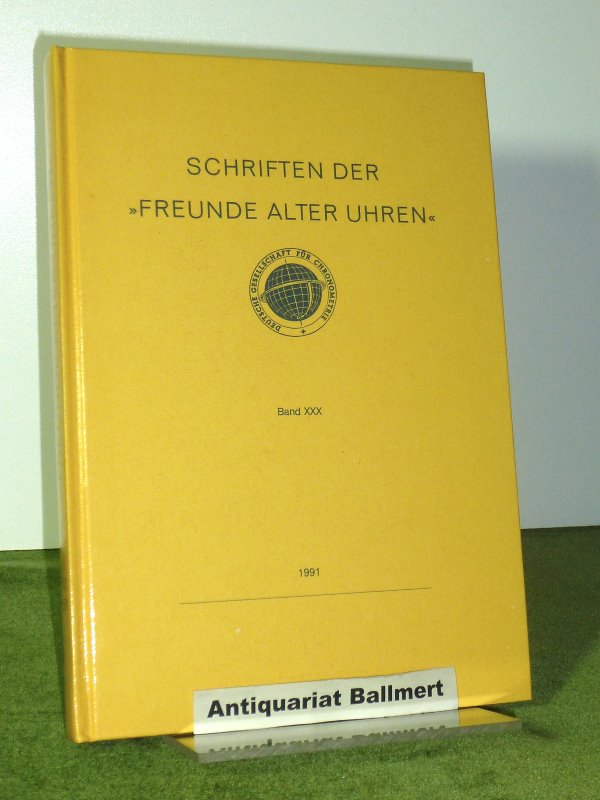 SCHRIFTEN DER
»FREUNDE ALTER UHREN«
DEUTSCHE GESELLSCHAFT FÜR CHRONOMETRIE
Band XXX
1991
Antiquariat Ballmert